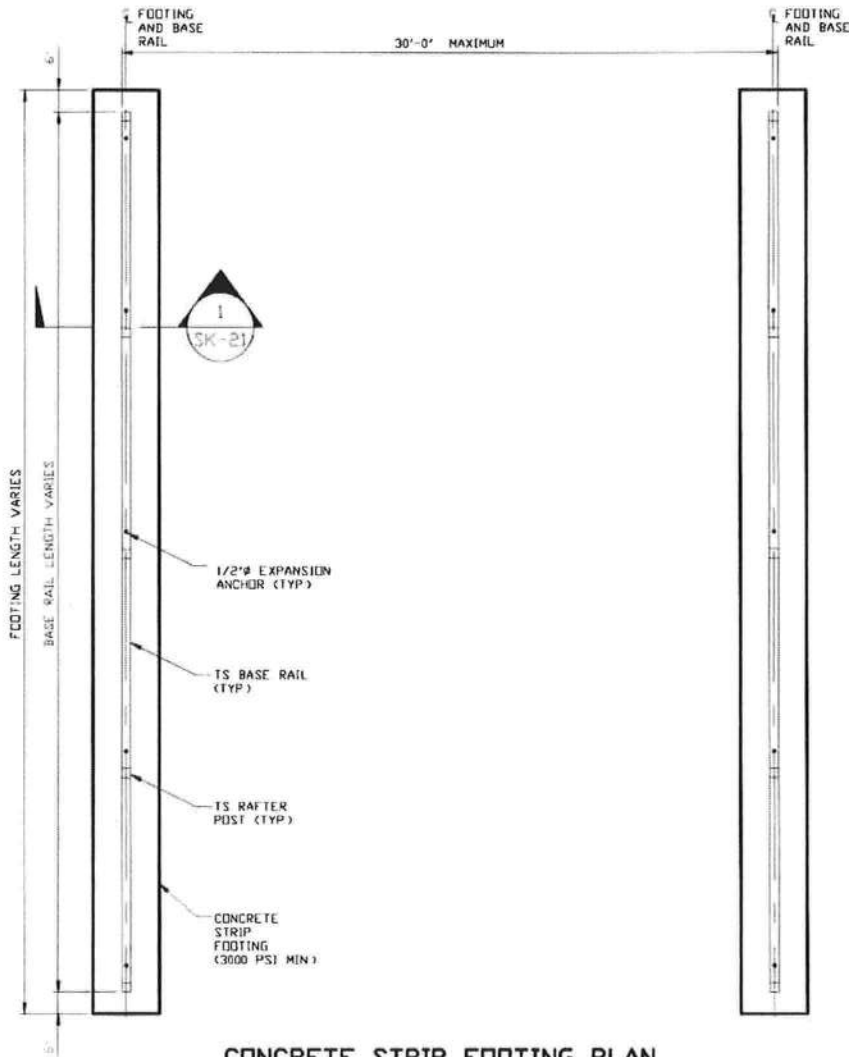 ℄ FOOTING
AND BASE
RAIL
30'-0" MAXIMUM
℄ FOOTING
AND BASE
RAIL
6"
FOOTING LENGTH VARIES
BASE RAIL LENGTH VARIES
1
SK-21
1/2"Ø EXPANSION
ANCHOR (TYP)
TS BASE RAIL
(TYP)
TS RAFTER
POST (TYP)
CONCRETE
STRIP
FOOTING
(3000 PSI MIN)
6"
CONCRETE STRIP FOOTING PLAN